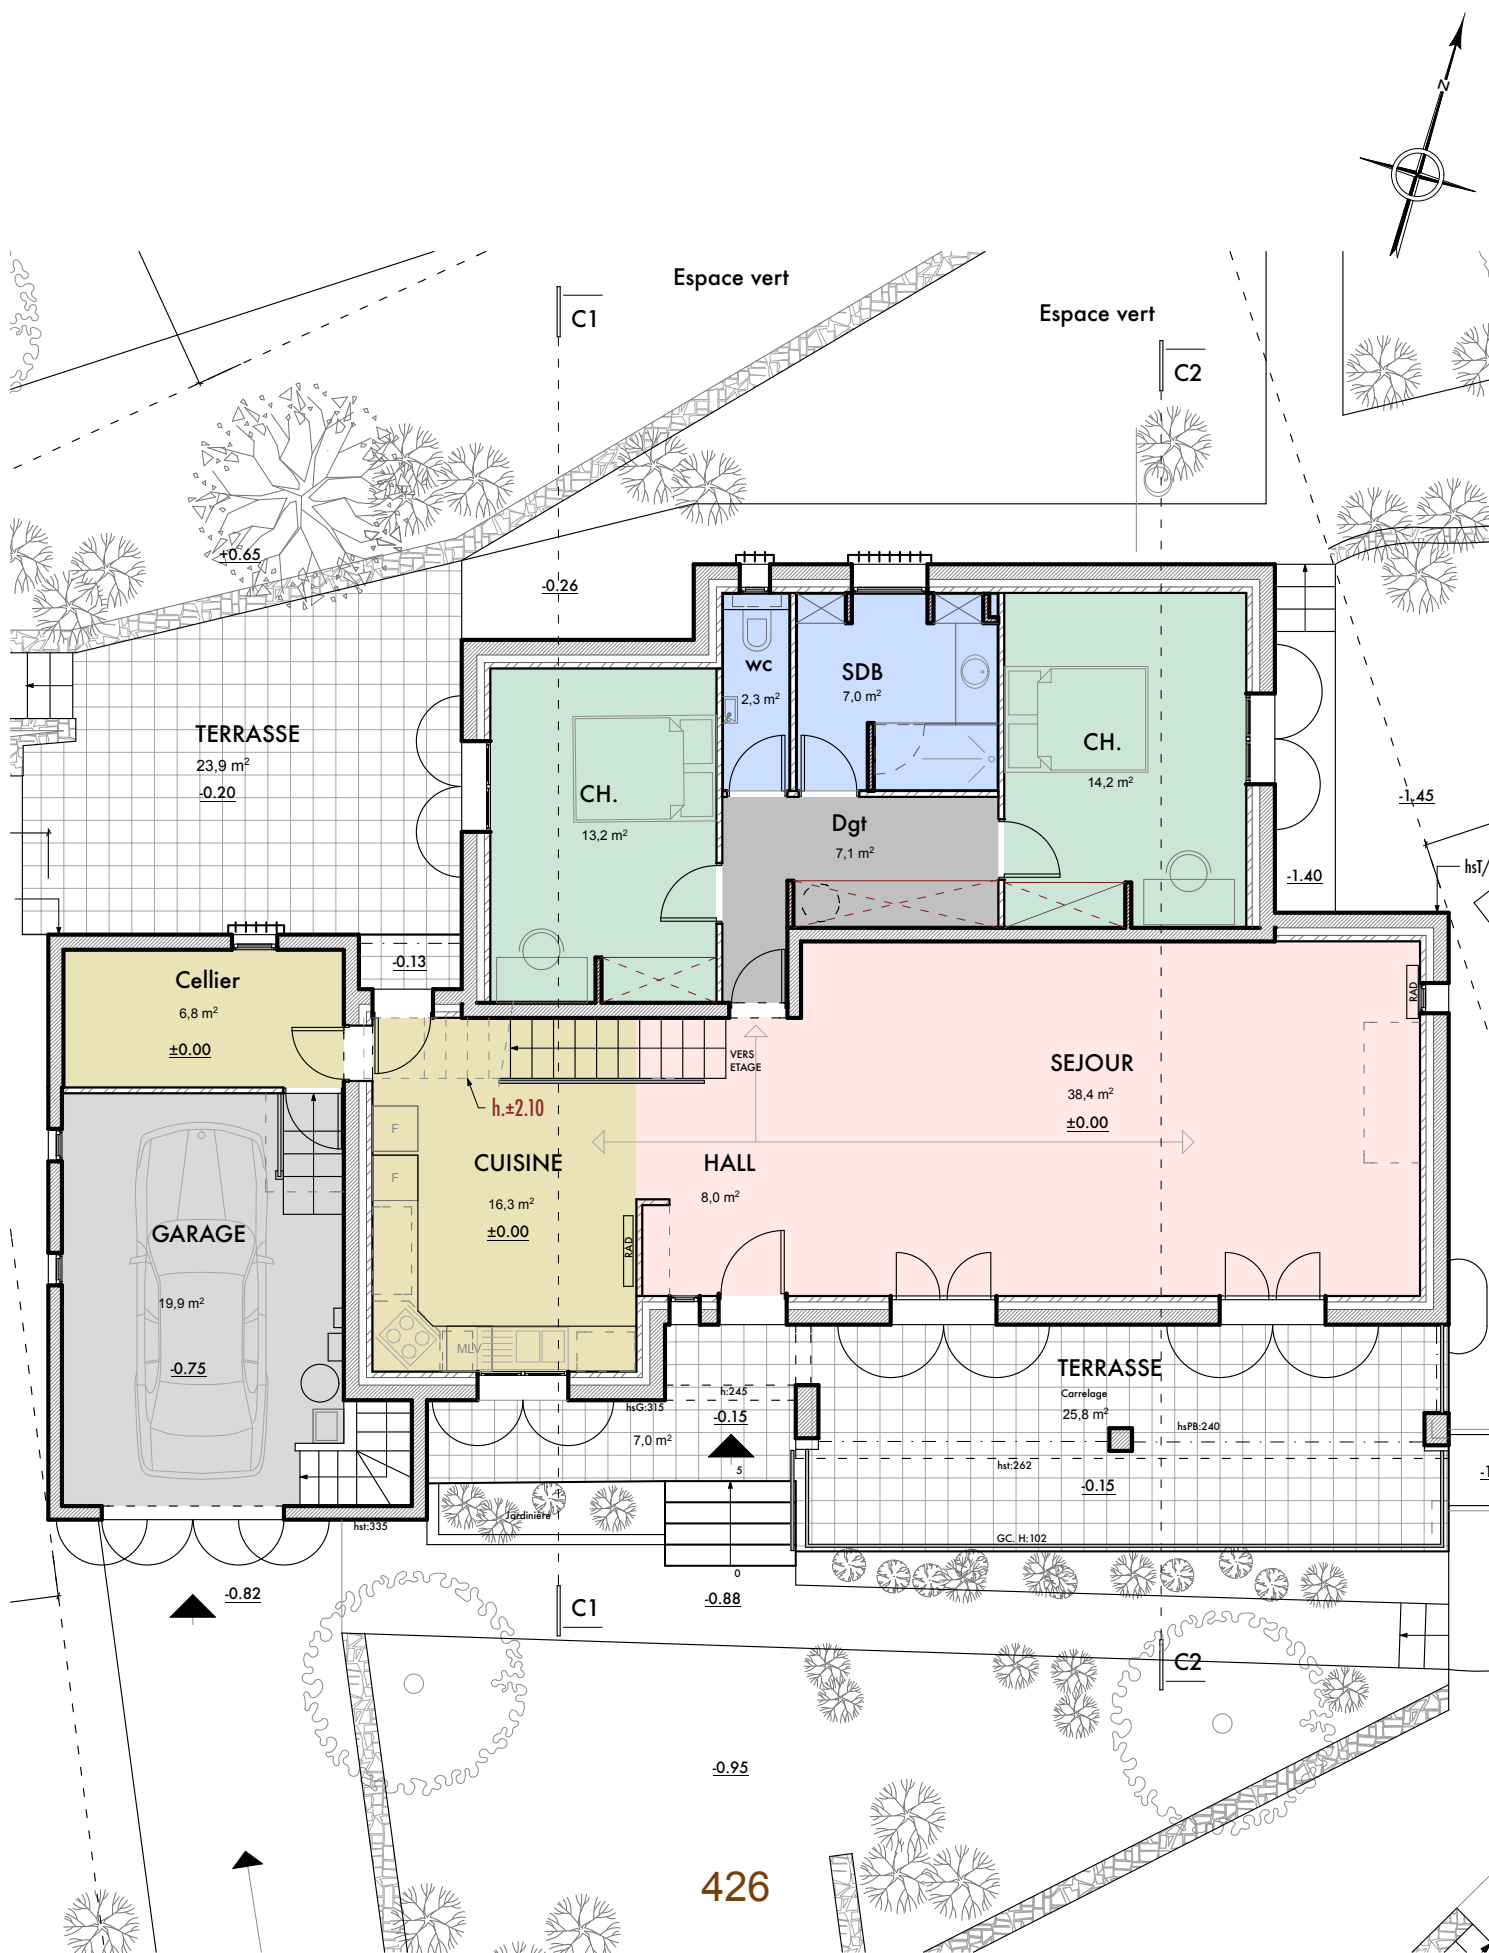 N
Espace vert
C1
Espace vert
C2
+0.65
-0.26
wc
2,3 m²
SDB
7,0 m²
TERRASSE
23,9 m²
-0.20
CH.
13,2 m²
CH.
14,2 m²
Dgt
7,1 m²
-1.45
-1.40
hsT/
-0.13
Cellier
6,8 m²
±0.00
RAD
VERS
ETAGE
SEJOUR
38,4 m²
±0.00
h.±2.10
F
F
CUISINE
16,3 m²
±0.00
HALL
8,0 m²
RAD
GARAGE
19,9 m²
-0.75
MLV
TERRASSE
Carrelage
25,8 m²
hsG:315
h:245
-0.15
7,0 m²
hsPB:240
hst:262
-0.15
5
Jardinière
hst:335
GC. H:102
0
-0.82
-0.88
C1
C2
-0.95
426